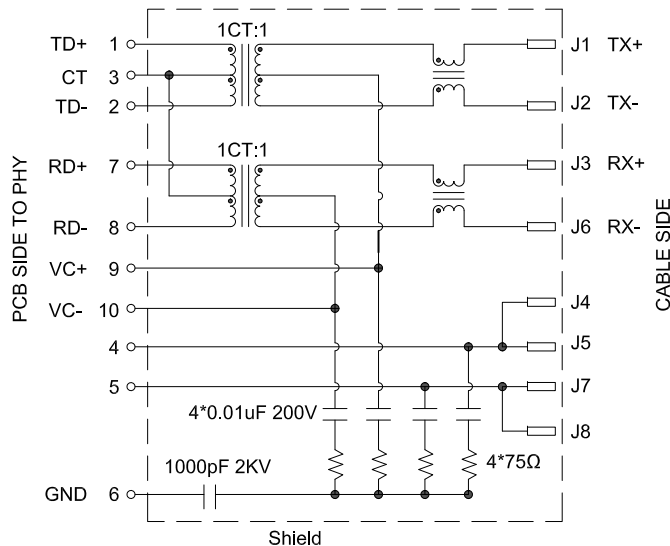 1CT:1
TD+ 1 J1 TX+
CT 3
TD- 2 J2 TX-
1CT:1
RD+ 7 J3 RX+
RD- 8 J6 RX-
VC+ 9
VC- 10 J4
4 J5
5 J7
4*0.01uF 200V J8
1000pF 2KV 4*75Ω
GND 6
Shield
PCB SIDE TO PHY
CABLE SIDE